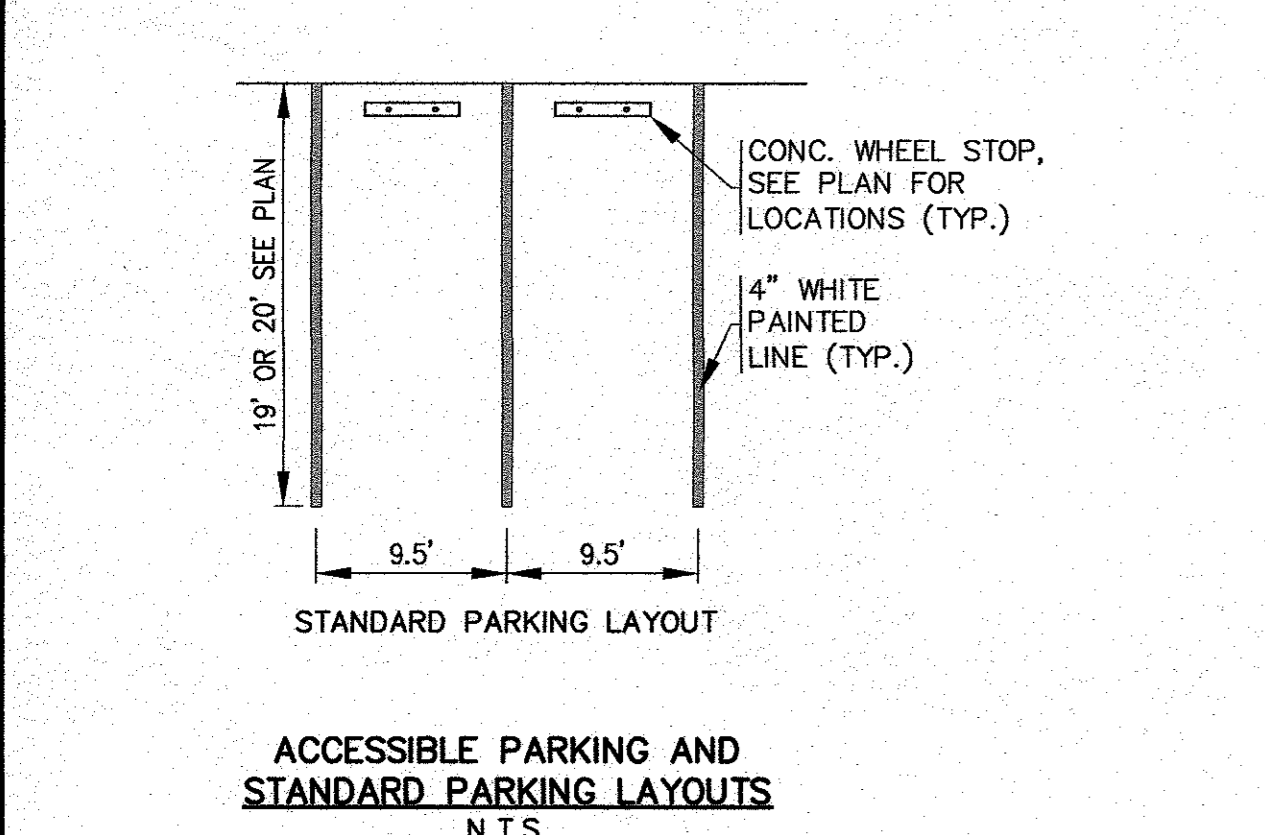 CONC. WHEEL STOP,
SEE PLAN FOR
LOCATIONS (TYP.)
19' OR 20' SEE PLAN
4" WHITE
PAINTED
LINE (TYP.)
9.5' 9.5'
STANDARD PARKING LAYOUT
ACCESSIBLE PARKING AND
STANDARD PARKING LAYOUTS
N.T.S.